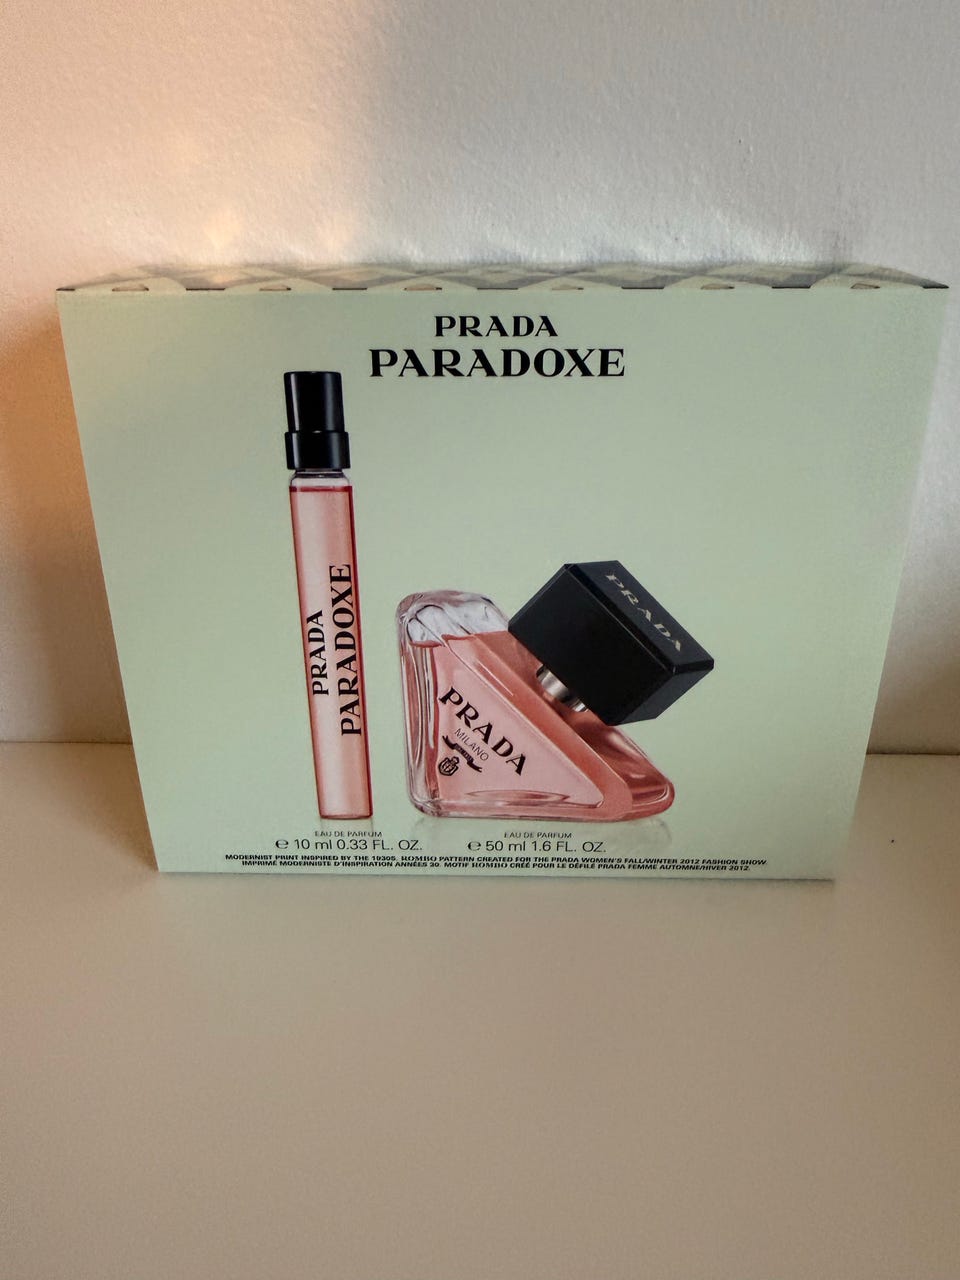 PRADA
PARADOXE
PRADA
PARADOXE
PRADA
PRADA
MILANO
EAU DE PARFUM
℮ 10 ml 0.33 FL. OZ.
EAU DE PARFUM
℮ 50 ml 1.6 FL. OZ.
MODERNIST PRINT INSPIRED BY THE 1930S. ROMBO PATTERN CREATED FOR THE PRADA WOMEN'S FALL/WINTER 2012 FASHION SHOW.
IMPRIMÉ MODERNISTE D'INSPIRATION ANNÉES 30. MOTIF ROMBO CRÉÉ POUR LE DÉFILÉ PRADA FEMME AUTOMNE/HIVER 2012.